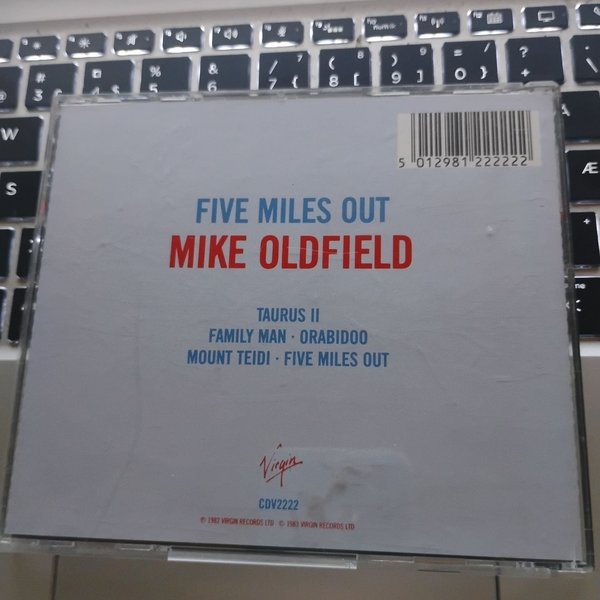 5 012981 222222
FIVE MILES OUT
MIKE OLDFIELD
TAURUS II
FAMILY MAN · ORABIDOO
MOUNT TEIDI · FIVE MILES OUT
Virgin
CDV2222
℗ 1982 VIRGIN RECORDS LTD © 1983 VIRGIN RECORDS LTD